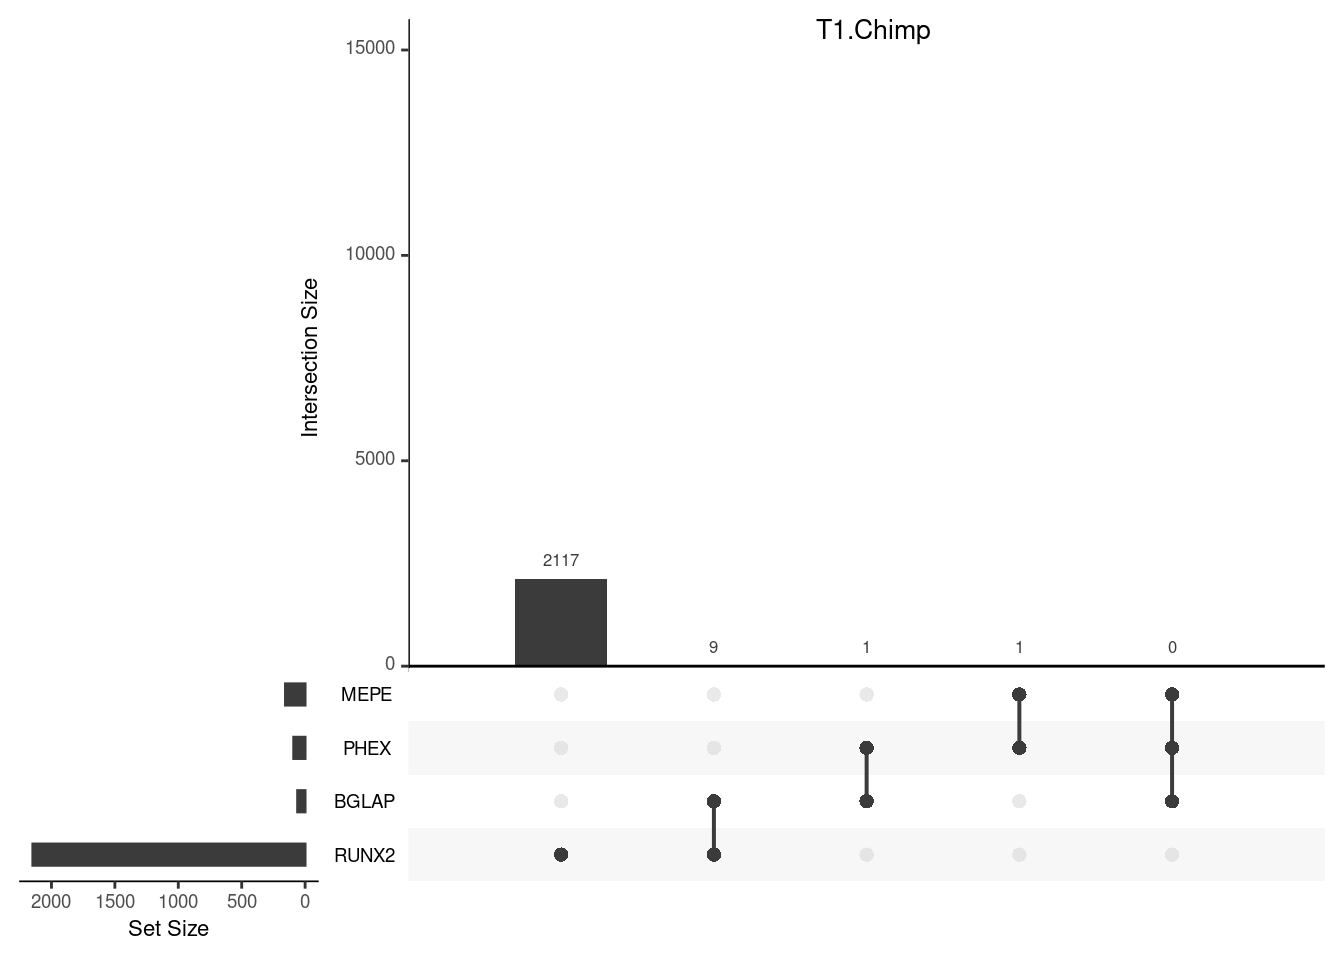 T1.Chimp
15000
10000
5000
0
Intersection Size
2117
9
1
1
0
MEPE
PHEX
BGLAP
RUNX2
2000 1500 1000 500 0
Set Size